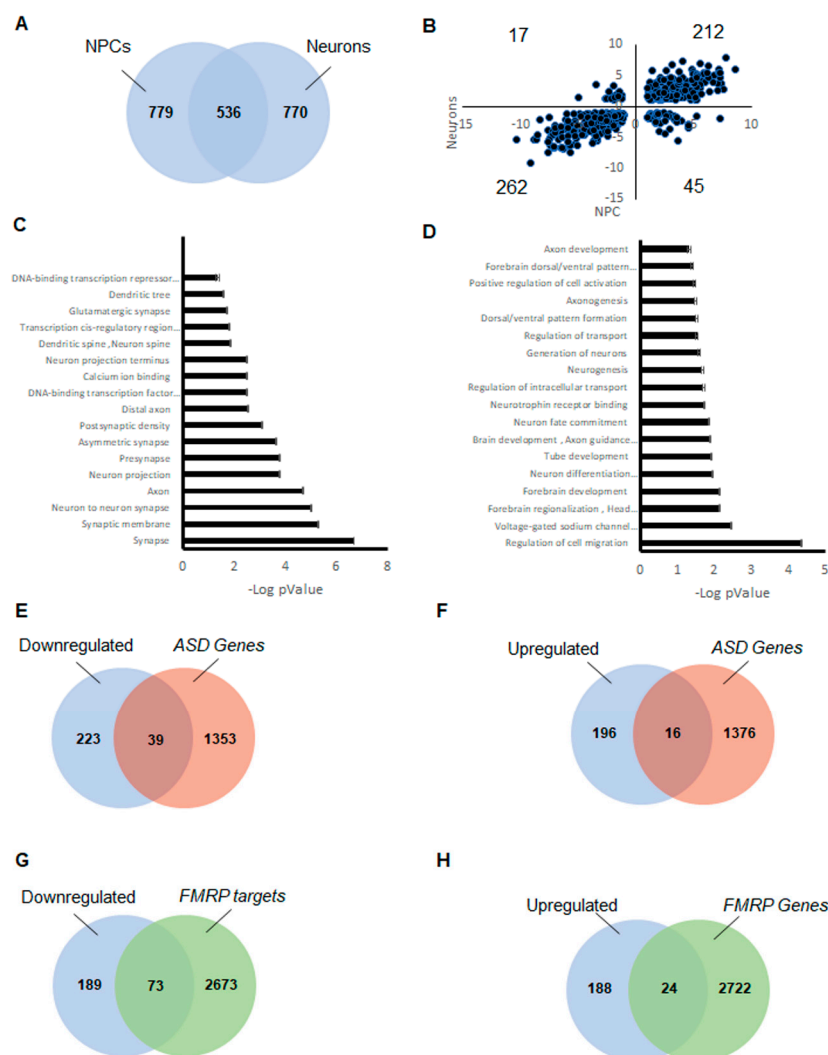 A
NPCs
Neurons
779
536
770
B
17
212
10
5
0
-15
-10
-5
0
5
10
-5
-10
-15
Neurons
262
45
NPC
C
DNA-binding transcription repressor...
Dendritic tree
Glutamergic synapse
Transcription cis-regulatory region...
Dendritic spine ,Neuron spine
Neuron projection terminus
Calcium ion binding
DNA-binding transcription factor...
Distal axon
Postsynaptic density
Asymmetric synapse
Presynapse
Neuron projection
Axon
Neuron to neuron synapse
Synaptic membrane
Synapse
0
2
4
6
8
-Log pValue
D
Axon development
Forebrain dorsal/ventral pattern...
Positive regulation of cell activation
Axonogenesis
Dorsal/ventral pattern formation
Regulation of transport
Generation of neurons
Neurogenesis
Regulation of intracellular transport
Neurotrophin receptor binding
Neuron fate commitment
Brain development , Axon guidance...
Tube development
Neuron differentiation...
Forebrain development
Forebrain regionalization , Head...
Voltage-gated sodium channel...
Regulation of cell migration
0
1
2
3
4
5
-Log pValue
E
Downregulated
ASD Genes
223
39
1353
F
Upregulated
ASD Genes
196
16
1376
G
Downregulated
FMRP targets
189
73
2673
H
Upregulated
FMRP Genes
188
24
2722